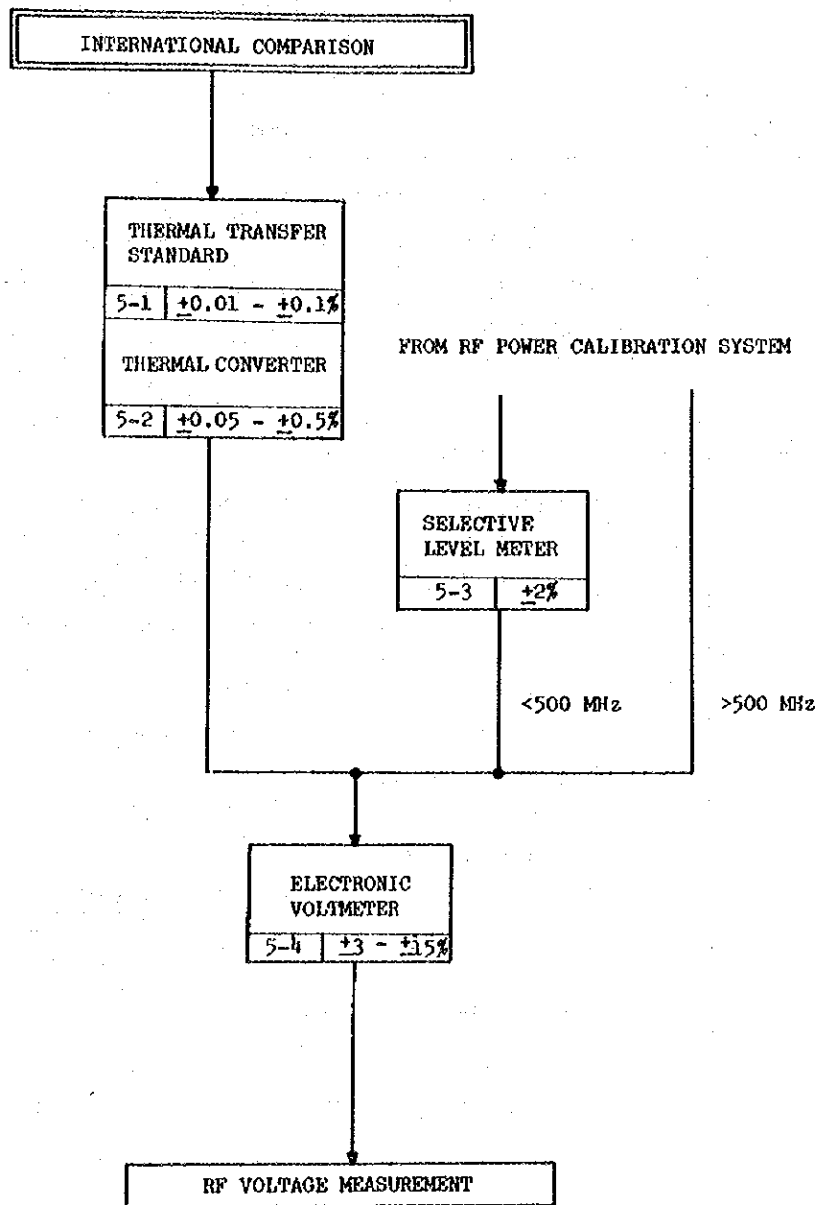 INTERNATIONAL COMPARISON
THERMAL TRANSFER
STANDARD
5-1 ±0.01 - ±0.1%
THERMAL CONVERTER
5-2 ±0.05 - ±0.5%
FROM RF POWER CALIBRATION SYSTEM
SELECTIVE
LEVEL METER
5-3 ±2%
<500 MHz
>500 MHz
ELECTRONIC
VOLTMETER
5-4 ±3 - ±15%
RF VOLTAGE MEASUREMENT